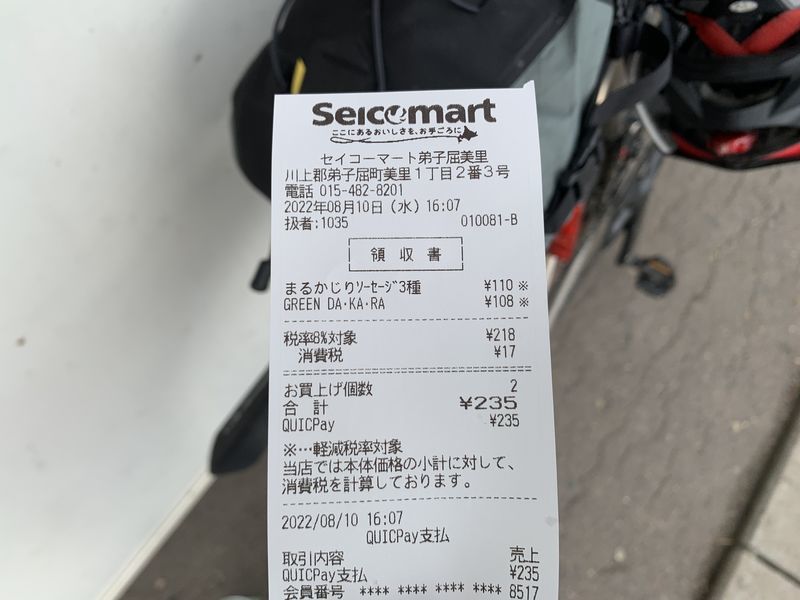 Seicomart
ここにあるおいしさを、お手ごろに
セイコーマート弟子屈美里
川上郡弟子屈町美里1丁目2番3号
電話 015-482-8201
2022年08月10日(水)16:07
扱者:1035 010081-B
領収書
まるかじりソーセージ3種 ¥110 ※
GREEN DA・KA・RA ¥108 ※
税率8%対象 ¥218
消費税 ¥17
お買上げ個数 2
合 計 ¥235
QUICPay ¥235
※…軽減税率対象
当店では本体価格の小計に対して、
消費税を計算しております。
2022/08/10 16:07
QUICPay支払
取引内容 売上
QUICPay支払 ¥235
会員番号 **** **** **** **** 8517